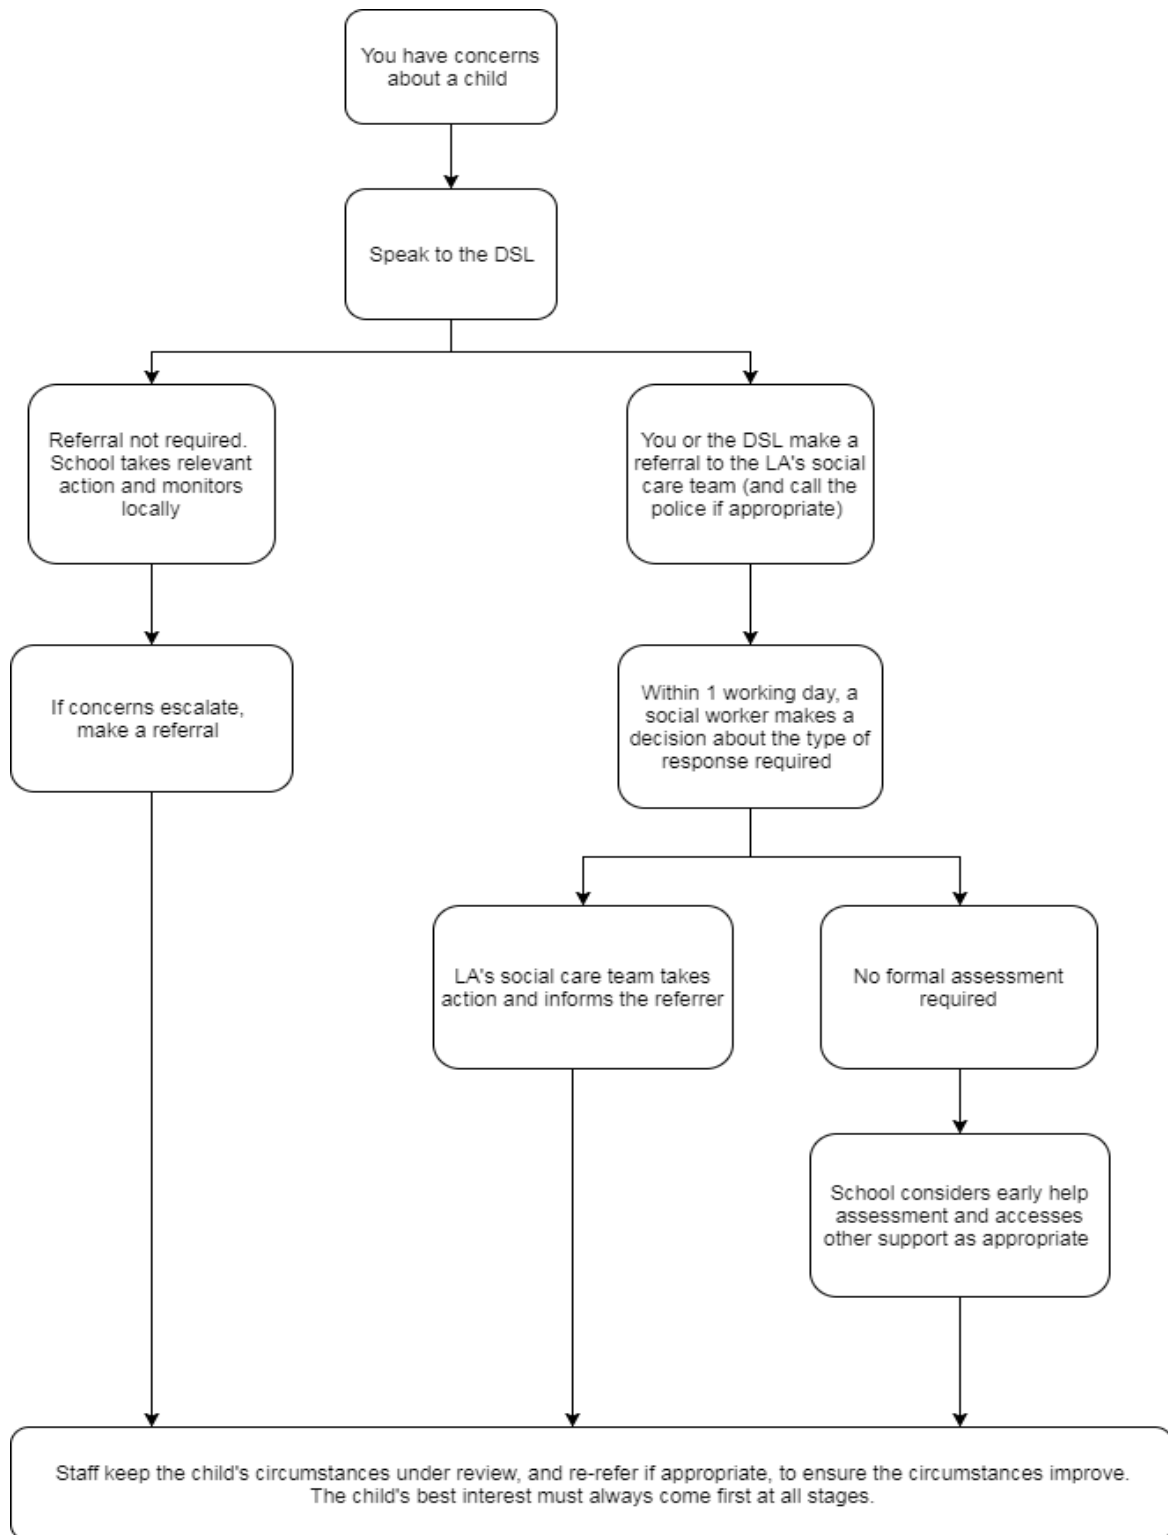 You have concerns
about a child
Speak to the DSL
Referral not required.
School takes relevant
action and monitors
locally
You or the DSL make a
referral to the LA's social
care team (and call the
police if appropriate)
If concerns escalate,
make a referral
Within 1 working day, a
social worker makes a
decision about the type of
response required
LA's social care team takes
action and informs the referrer
No formal assessment
required
School considers early help
assessment and accesses
other support as appropriate
Staff keep the child's circumstances under review, and re-refer if appropriate, to ensure the circumstances improve.
The child's best interest must always come first at all stages.